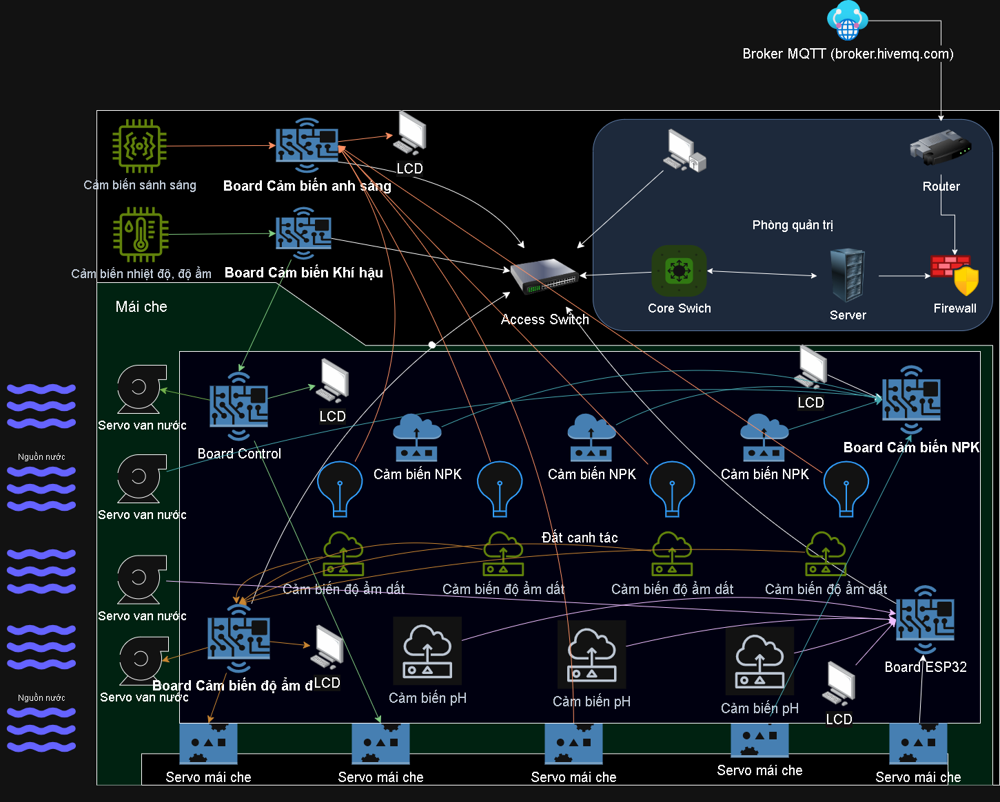 Broker MQTT (broker.hivemq.com)
LCD
Cảm biến sánh sáng
Board Cảm biến anh sáng
Router
Phòng quản trị
Cảm biến nhiệt độ, độ ẩm
Board Cảm biến Khí hậu
Mái che
Access Switch
Core Swich
Server
Firewall
Servo van nước
LCD
LCD
Nguồn nước
Board Control
Board Cảm biến NPK
Cảm biến NPK
Cảm biến NPK
Cảm biến NPK
Servo van nước
Đất canh tác
Cảm biến độ ẩm dất
Cảm biến độ ẩm dất
Cảm biến độ ẩm dất
Cảm biến độ ẩm dất
Servo van nước
Board ESP32
Board Cảm biến độ ẩm đ
LCD
Nguồn nước
Servo van nước
Cảm biến pH
Cảm biến pH
Cảm biến pH
LCD
Servo mái che
Servo mái che
Servo mái che
Servo mái che
Servo mái che